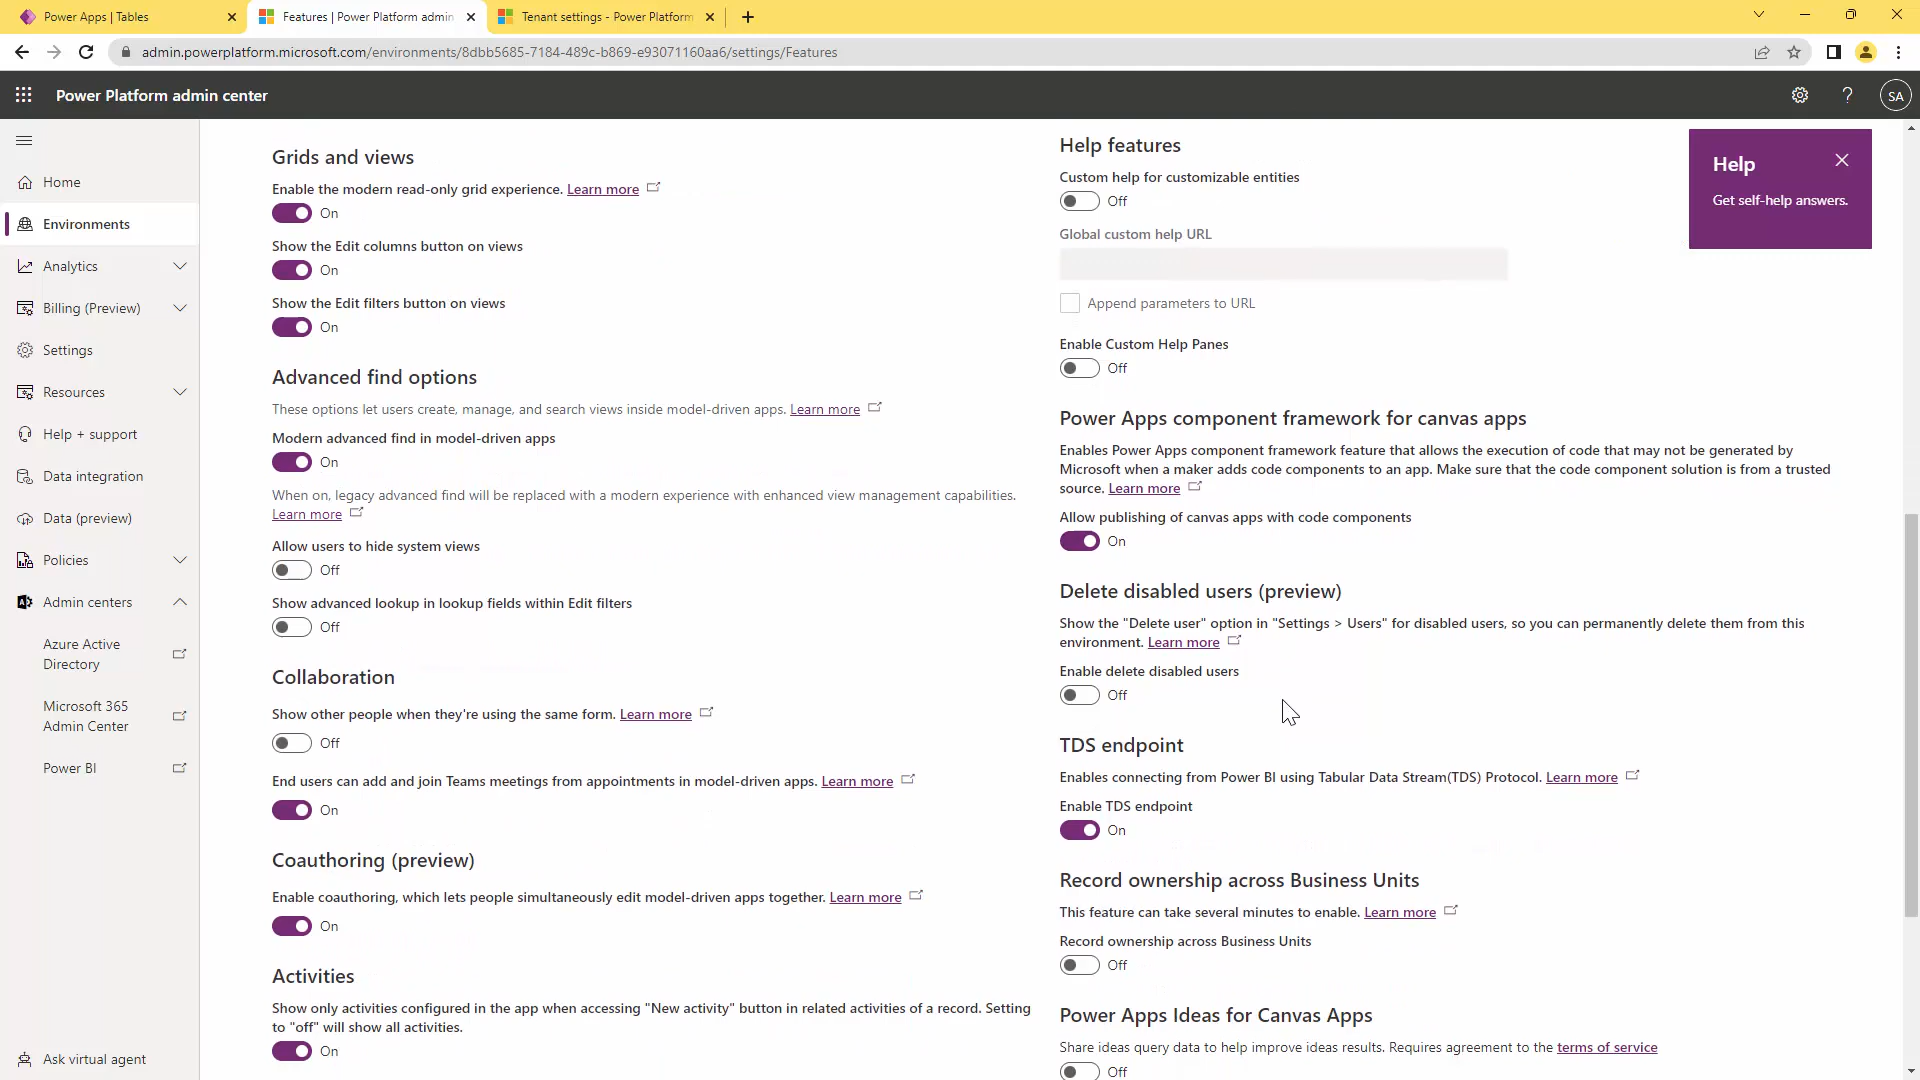 Power Apps | Tables
Features | Power Platform admin
Tenant settings - Power Platform
admin.powerplatform.microsoft.com/environments/8dbb5685-7184-489c-b869-e93071160aa6/settings/Features
Power Platform admin center
SA
Home
Environments
Analytics
Billing (Preview)
Settings
Resources
Help + support
Data integration
Data (preview)
Policies
Admin centers
Azure Active
Directory
Microsoft 365
Admin Center
Power BI
Ask virtual agent
Grids and views
Enable the modern read-only grid experience. Learn more
On
Show the Edit columns button on views
On
Show the Edit filters button on views
On
Advanced find options
These options let users create, manage, and search views inside model-driven apps. Learn more
Modern advanced find in model-driven apps
On
When on, legacy advanced find will be replaced with a modern experience with enhanced view management capabilities.
Learn more
Allow users to hide system views
Off
Show advanced lookup in lookup fields within Edit filters
Off
Collaboration
Show other people when they're using the same form. Learn more
Off
End users can add and join Teams meetings from appointments in model-driven apps. Learn more
On
Coauthoring (preview)
Enable coauthoring, which lets people simultaneously edit model-driven apps together. Learn more
On
Activities
Show only activities configured in the app when accessing "New activity" button in related activities of a record. Setting
to "off" will show all activities.
On
Help features
Custom help for customizable entities
Off
Global custom help URL
Append parameters to URL
Enable Custom Help Panes
Off
Power Apps component framework for canvas apps
Enables Power Apps component framework feature that allows the execution of code that may not be generated by
Microsoft when a maker adds code components to an app. Make sure that the code component solution is from a trusted
source. Learn more
Allow publishing of canvas apps with code components
On
Delete disabled users (preview)
Show the "Delete user" option in "Settings > Users" for disabled users, so you can permanently delete them from this
environment. Learn more
Enable delete disabled users
Off
TDS endpoint
Enables connecting from Power BI using Tabular Data Stream(TDS) Protocol. Learn more
Enable TDS endpoint
On
Record ownership across Business Units
This feature can take several minutes to enable. Learn more
Record ownership across Business Units
Off
Power Apps Ideas for Canvas Apps
Share ideas query data to help improve ideas results. Requires agreement to the terms of service
Off
Help
Get self-help answers.